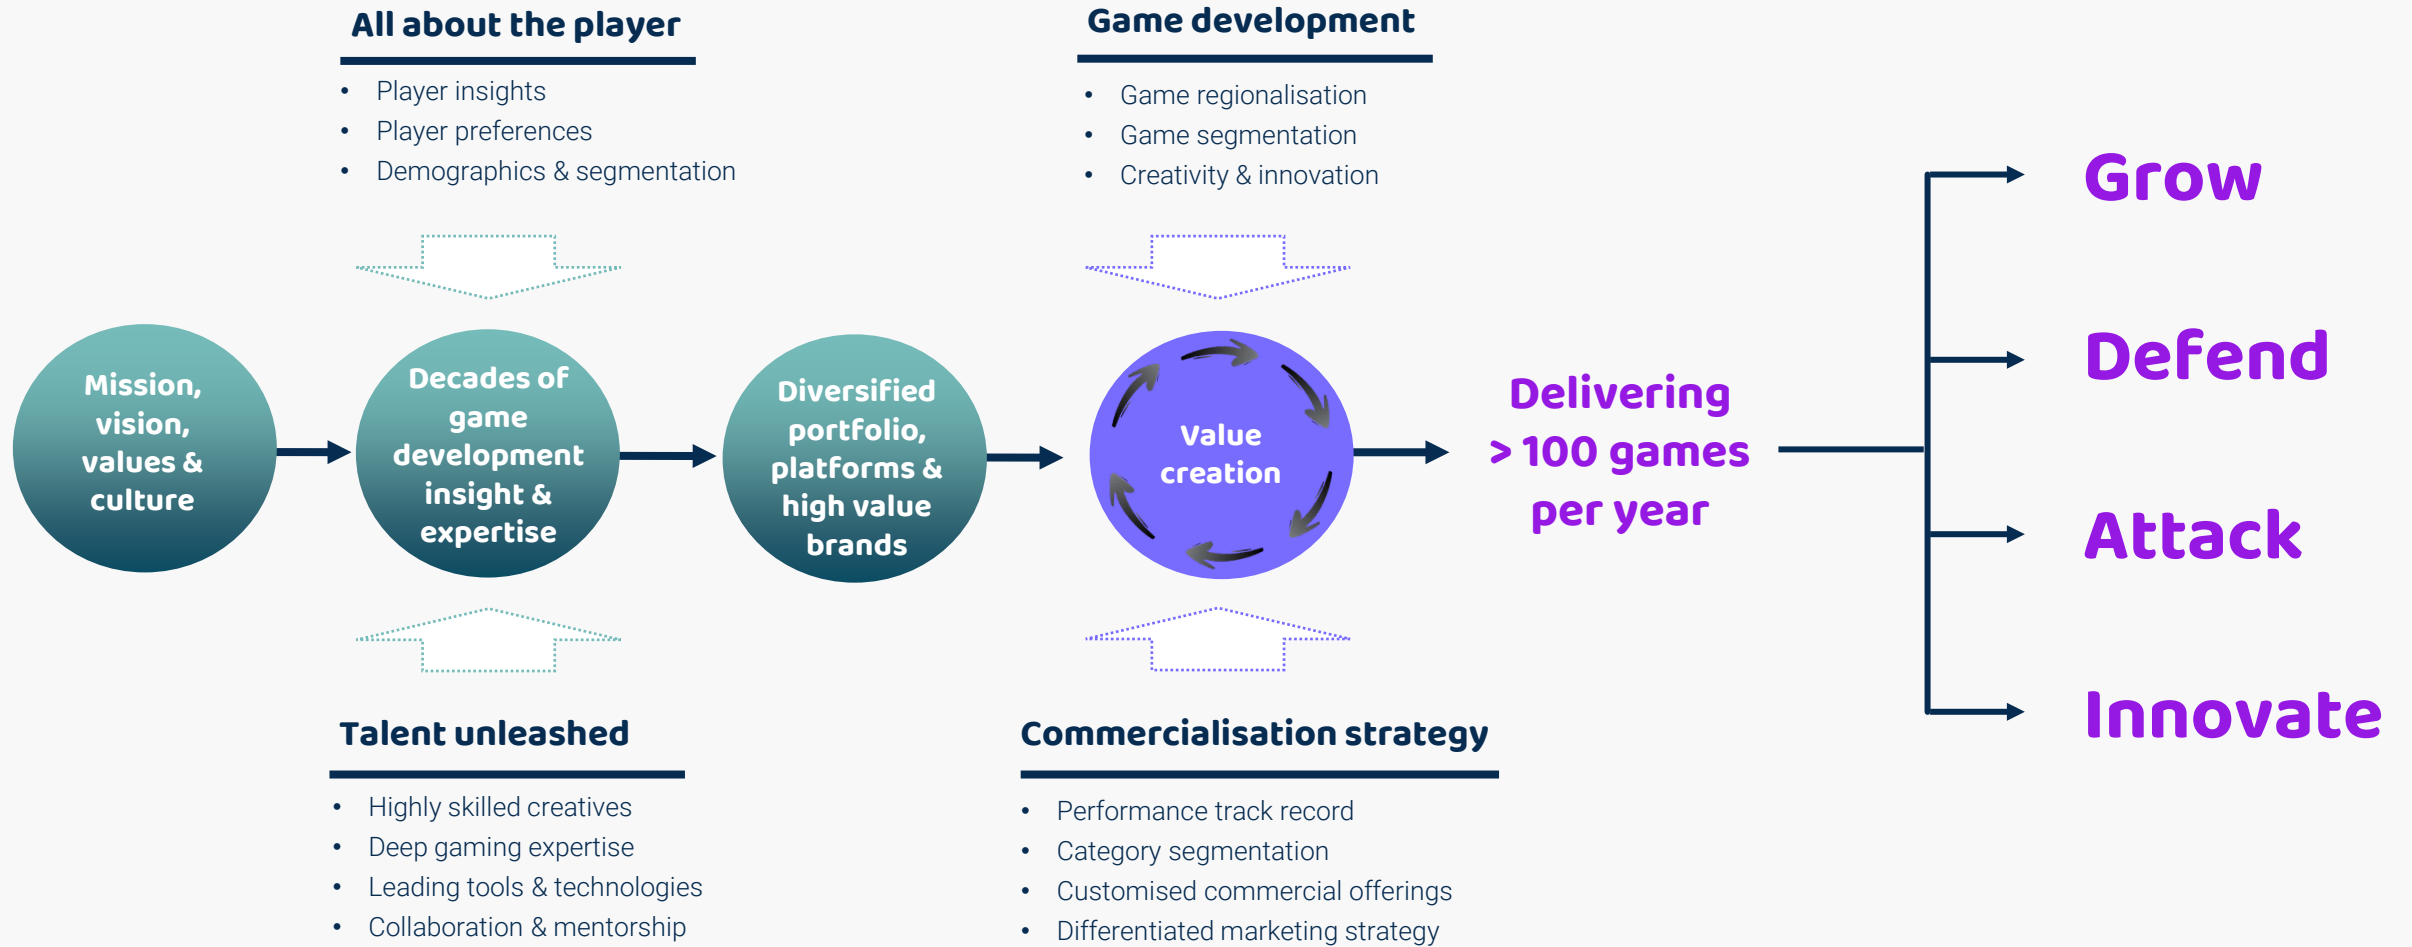 All about the player
• Player insights
• Player preferences
• Demographics & segmentation
Game development
• Game regionalisation
• Game segmentation
• Creativity & innovation
Mission,
vision,
values &
culture
Decades of
game
development
insight &
expertise
Diversified
portfolio,
platforms &
high value
brands
Value
creation
Delivering
> 100 games
per year
Grow
Defend
Attack
Innovate
Talent unleashed
• Highly skilled creatives
• Deep gaming expertise
• Leading tools & technologies
• Collaboration & mentorship
Commercialisation strategy
• Performance track record
• Category segmentation
• Customised commercial offerings
• Differentiated marketing strategy